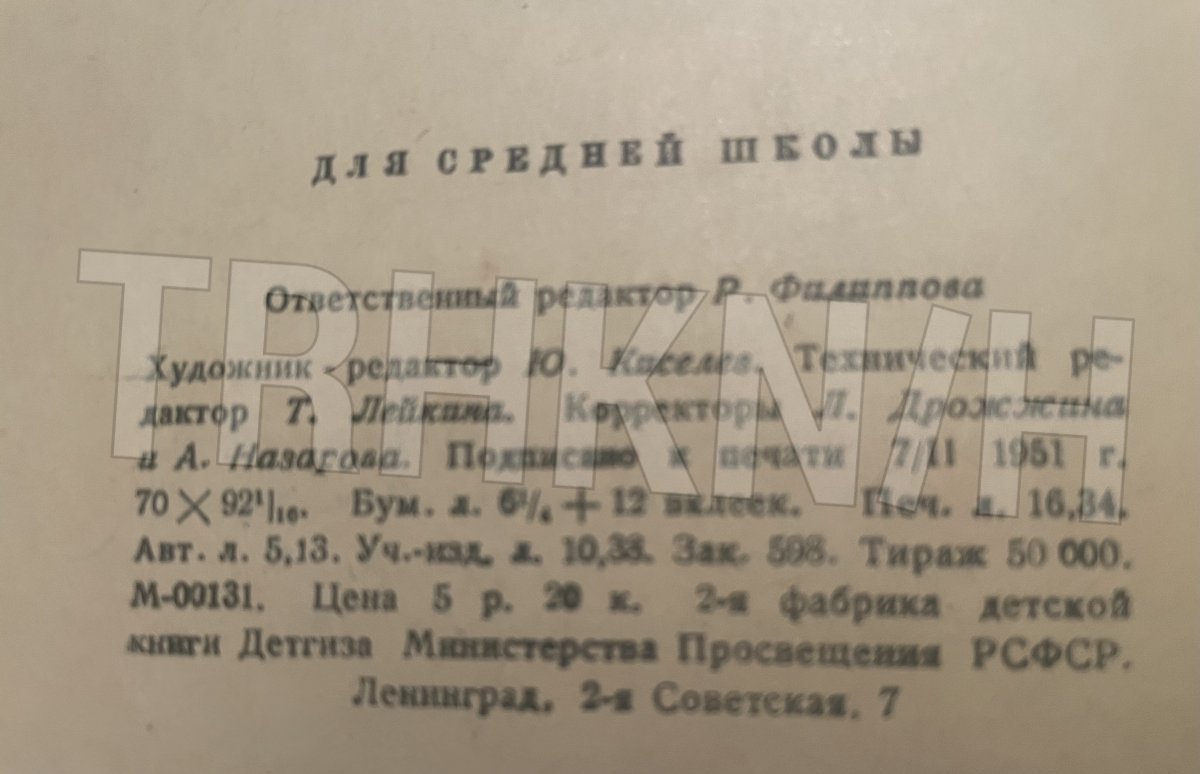 ДЛЯ СРЕДНЕЙ ШКОЛЫ
Ответственный редактор Р. Филиппова
Художник-редактор Ю. Киселев. Технический ре-
дактор Т. Лейкина. Корректоры Л. Дрожжина
и А. Назарова. Подписано к печати 7/II 1951 г.
70 × 92¹/₁₆. Бум. л. 6¹/₄ + 12 вклеек. Печ. л. 16,34.
Авт. л. 5,13. Уч.-изд. л. 10,38. Зак. 598. Тираж 50 000.
М-00131. Цена 5 р. 20 к. 2-я фабрика детской
книги Детгиза Министерства Просвещения РСФСР.
Ленинград, 2-я Советская, 7
TRHKN/H